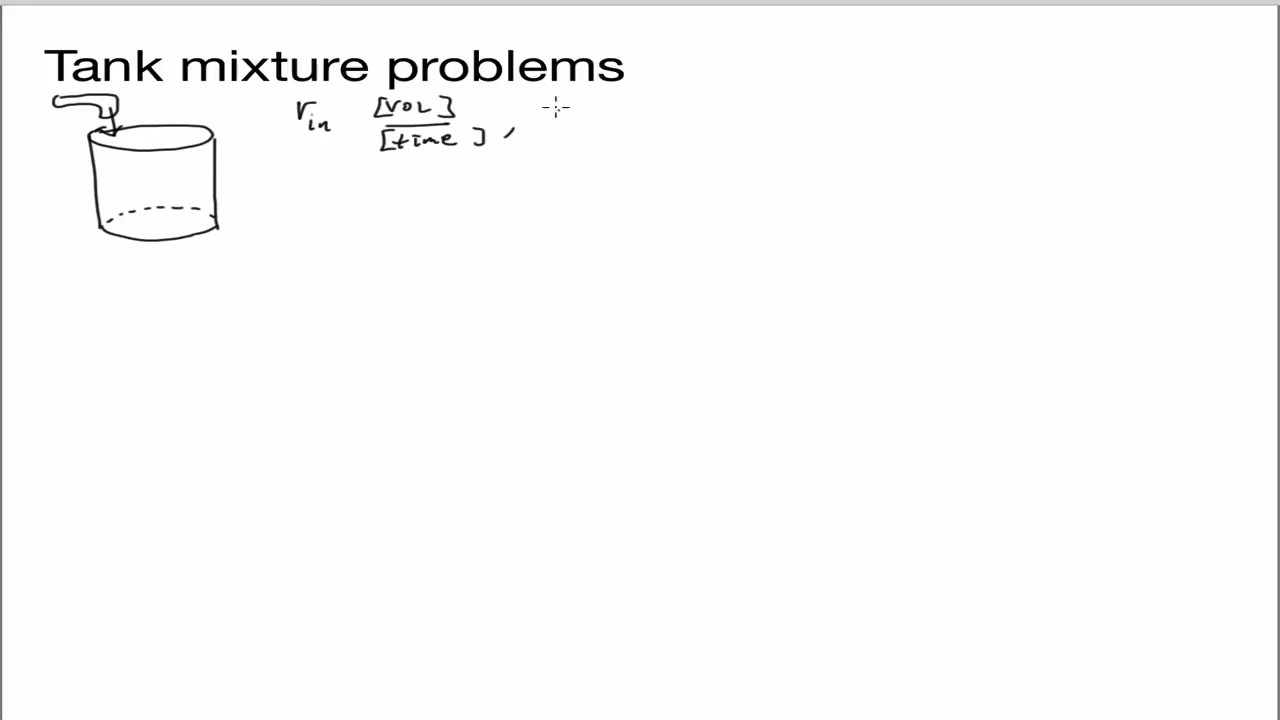 Tank mixture problems
r_in [VOL] / [time] ,